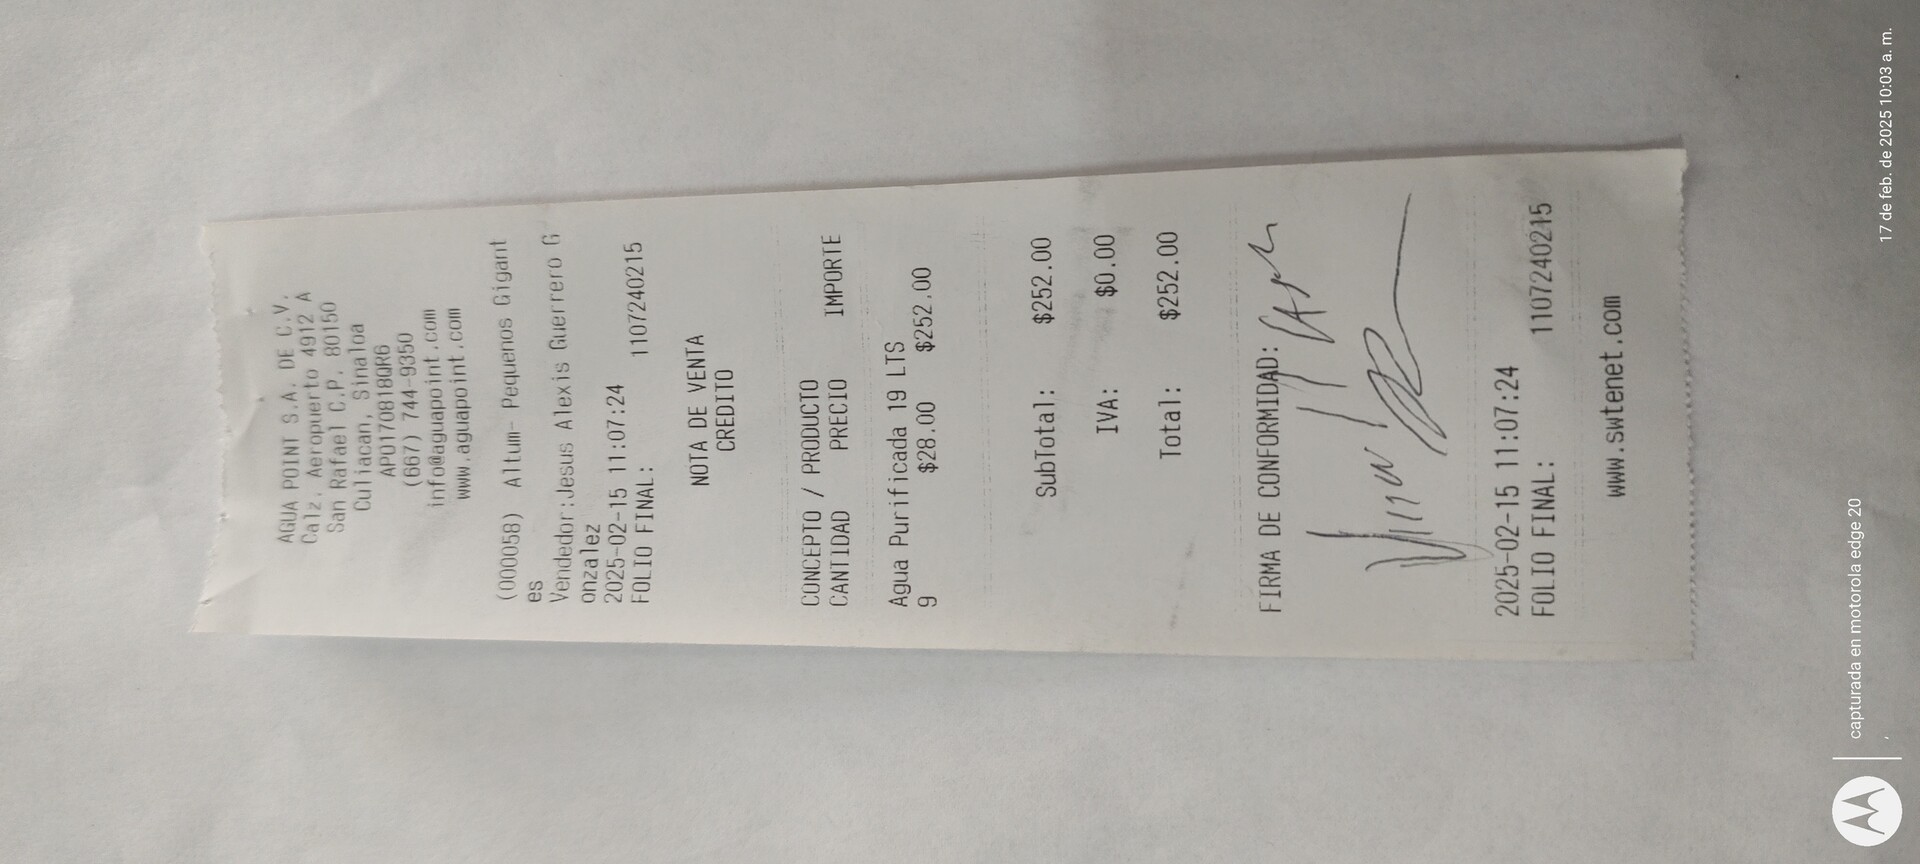 AGUA POINT S.A. DE C.V.
Calz. Aeropuerto 4912 A
San Rafael C.P. 80150
Culiacan, Sinaloa
APO170818QR6
(667) 744-9350
info@aguapoint.com
www.aguapoint.com
(000058) Altum- Pequenos Gigant
es
Vendedor:Jesus Alexis Guerrero G
onzalez
2025-02-15 11:07:24
FOLIO FINAL: 1107240215
NOTA DE VENTA
CREDITO
CONCEPTO / PRODUCTO
CANTIDAD PRECIO IMPORTE
Agua Purificada 19 LTS
9 $28.00 $252.00
SubTotal: $252.00
IVA: $0.00
Total: $252.00
FIRMA DE CONFORMIDAD:
2025-02-15 11:07:24
FOLIO FINAL: 1107240215
www.swtenet.com
capturada en motorola edge 20
17 de feb. de 2025 10:03 a. m.